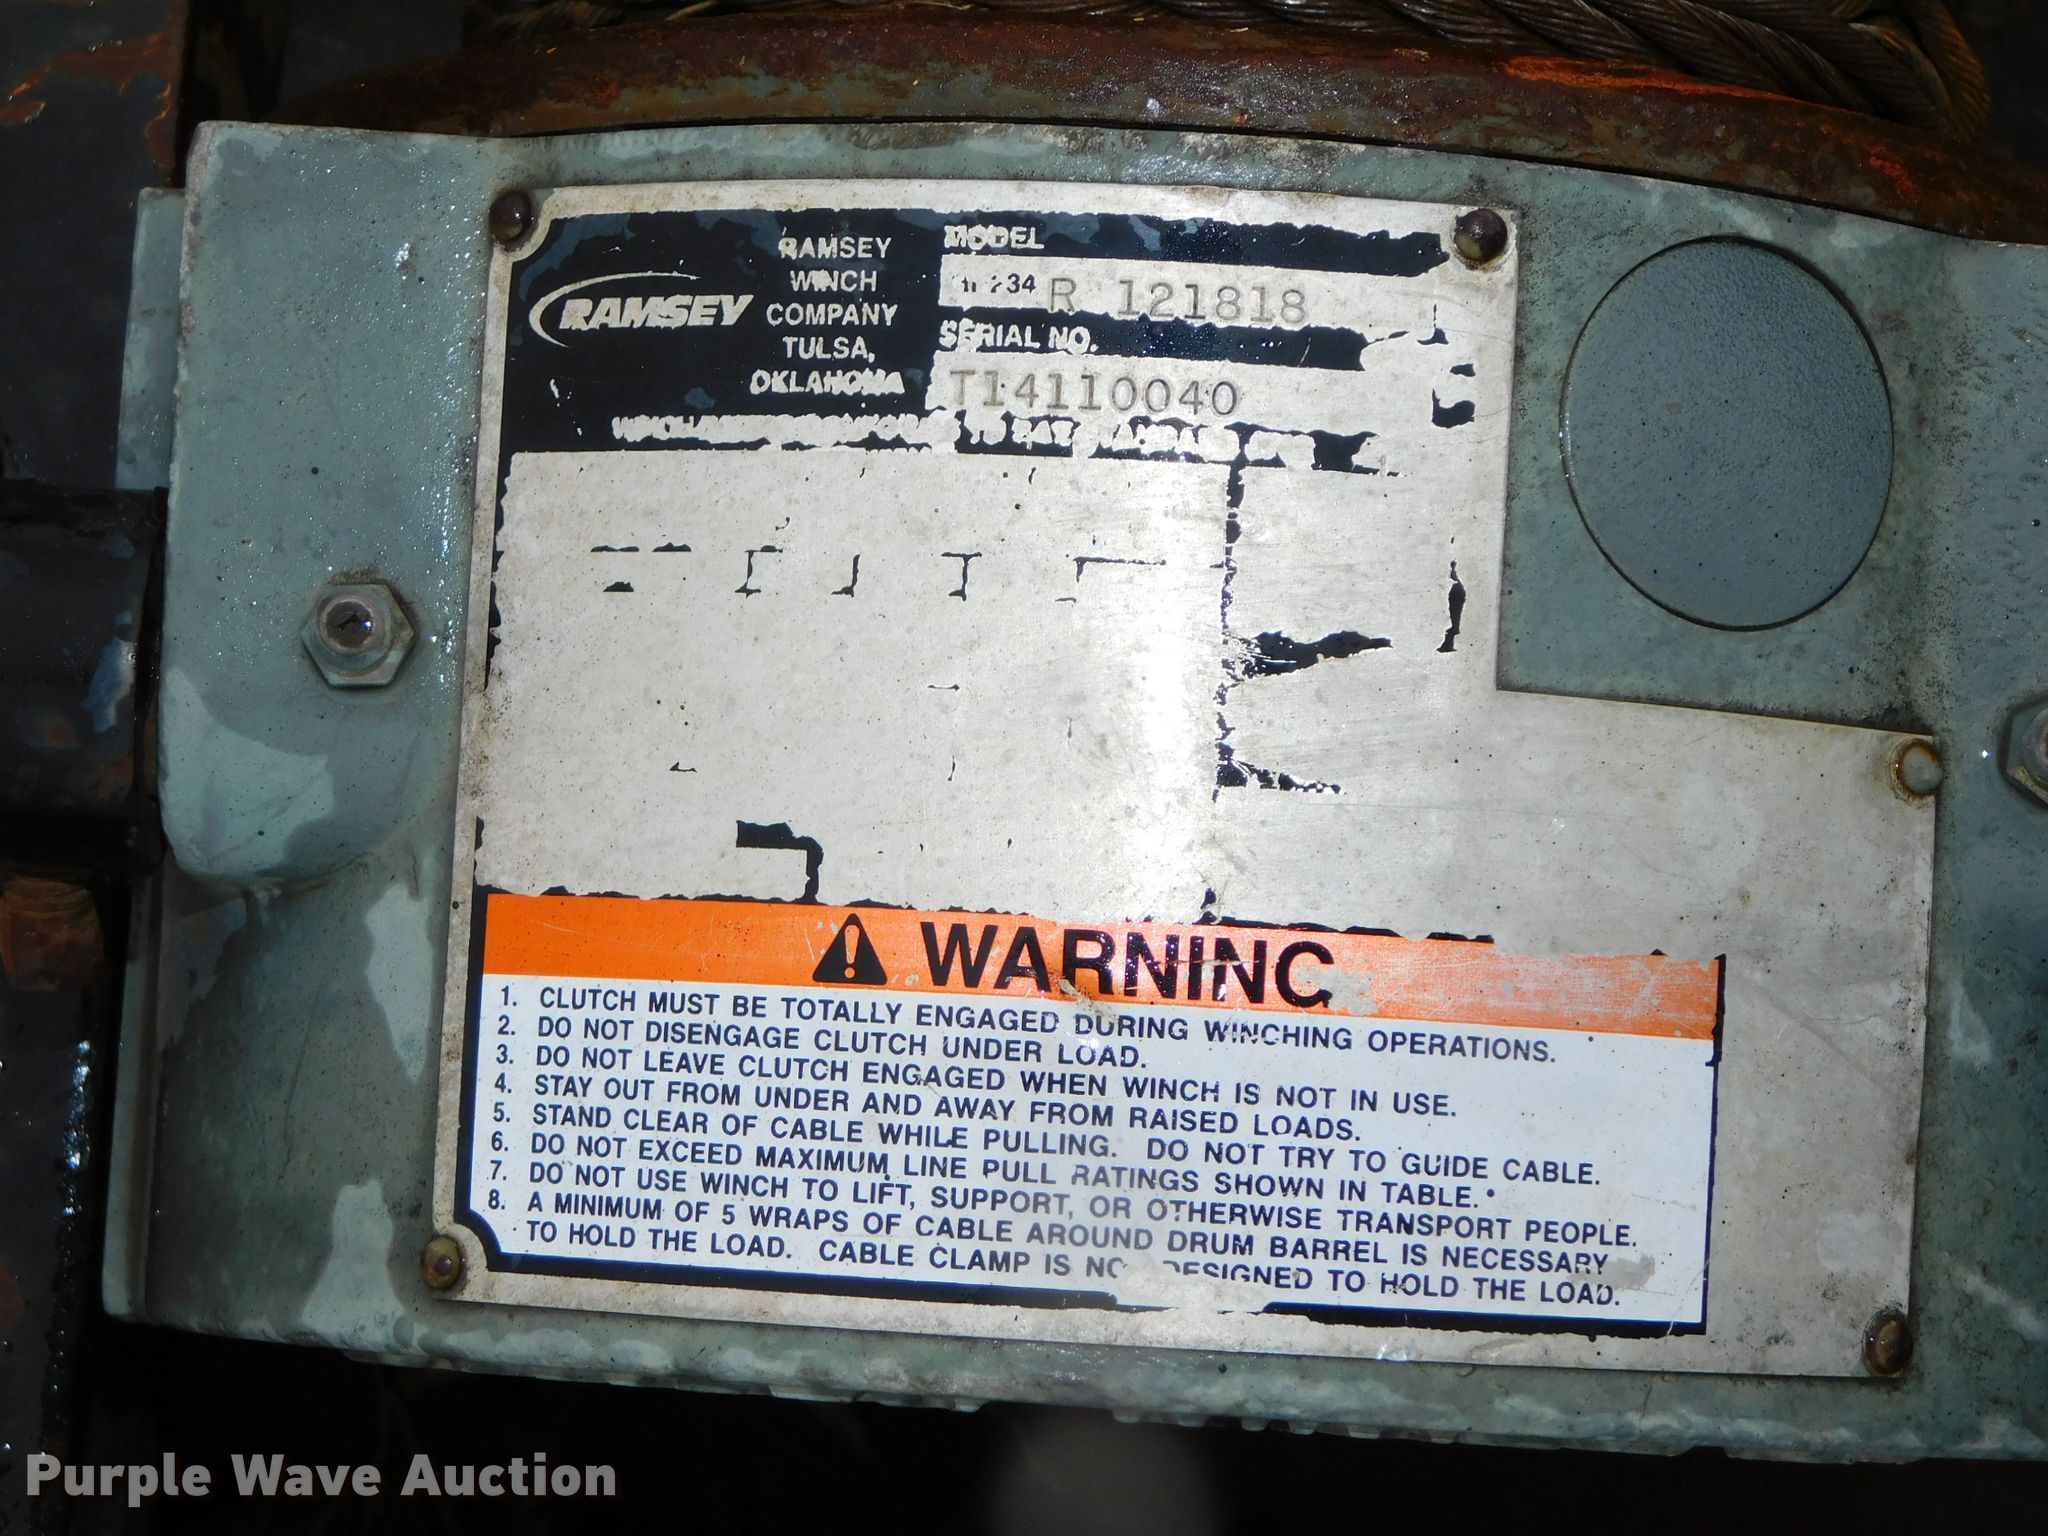 RAMSEY
RAMSEY
WINCH
COMPANY
TULSA,
OKLAHOMA
MODEL
R 121818
SERIAL NO.
T14110040
WARNING
1. CLUTCH MUST BE TOTALLY ENGAGED DURING WINCHING OPERATIONS.
2. DO NOT DISENGAGE CLUTCH UNDER LOAD.
3. DO NOT LEAVE CLUTCH ENGAGED WHEN WINCH IS NOT IN USE.
4. STAY OUT FROM UNDER AND AWAY FROM RAISED LOADS.
5. STAND CLEAR OF CABLE WHILE PULLING. DO NOT TRY TO GUIDE CABLE.
6. DO NOT EXCEED MAXIMUM LINE PULL RATINGS SHOWN IN TABLE.
7. DO NOT USE WINCH TO LIFT, SUPPORT, OR OTHERWISE TRANSPORT PEOPLE.
8. A MINIMUM OF 5 WRAPS OF CABLE AROUND DRUM BARREL IS NECESSARY
TO HOLD THE LOAD. CABLE CLAMP IS NOT DESIGNED TO HOLD THE LOAD.
Purple Wave Auction